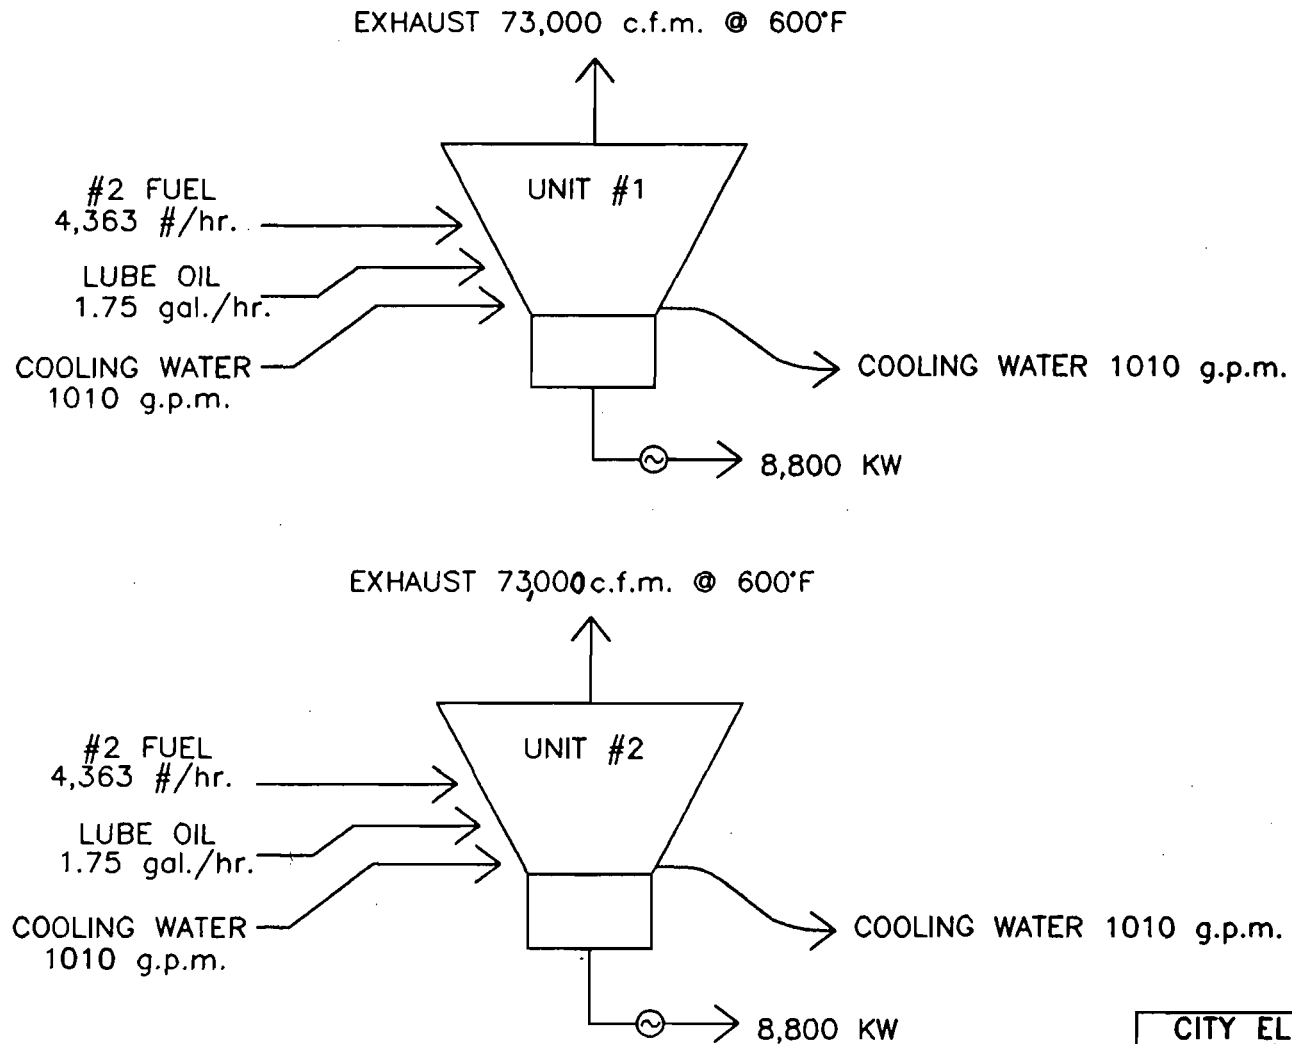 EXHAUST 73,000 c.f.m. @ 600°F
UNIT #1
#2 FUEL
4,363 #/hr.
LUBE OIL
1.75 gal./hr.
COOLING WATER
1010 g.p.m.
COOLING WATER 1010 g.p.m.
8,800 KW
EXHAUST 73,000 c.f.m. @ 600°F
UNIT #2
#2 FUEL
4,363 #/hr.
LUBE OIL
1.75 gal./hr.
COOLING WATER
1010 g.p.m.
COOLING WATER 1010 g.p.m.
8,800 KW
CITY EL